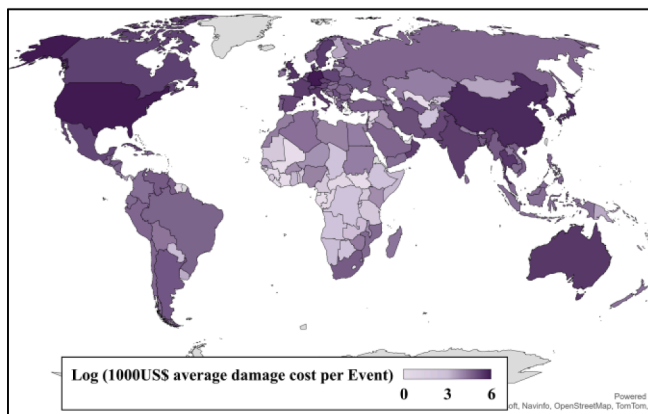 Log (1000US$ average damage cost per Event)
0 3 6
Powered
oft, Navinfo, OpenStreetMap, TomTom,